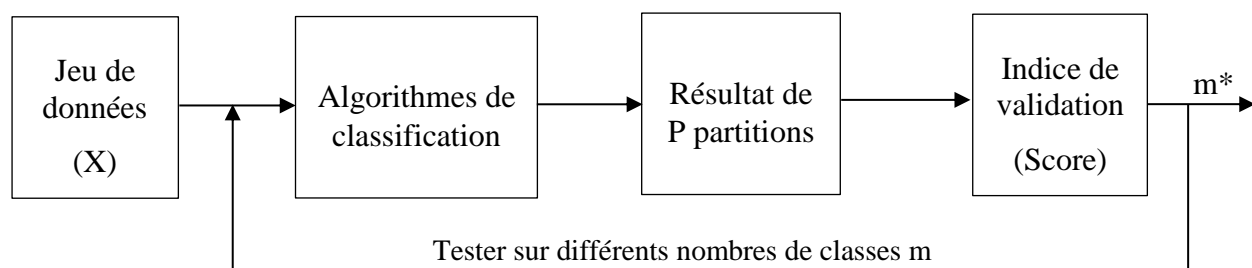 Jeu de
données
(X)
Algorithmes de
classification
Résultat de
P partitions
Indice de
validation
(Score)
m*
Tester sur différents nombres de classes m